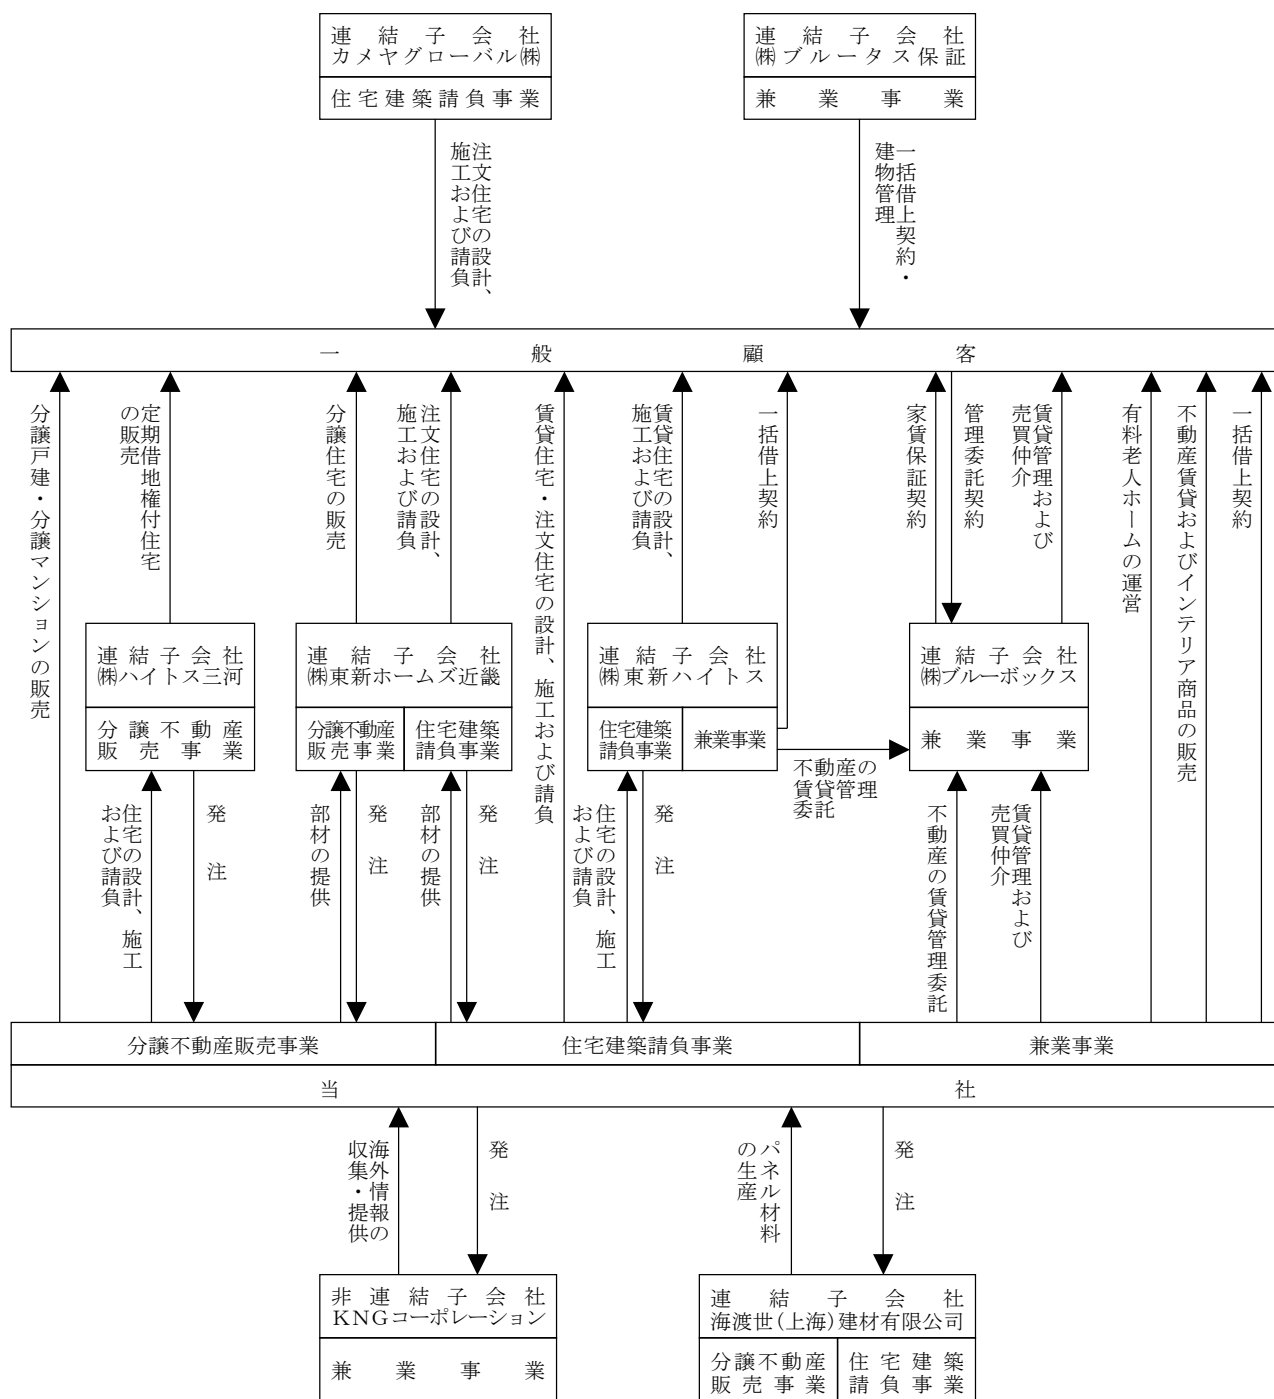 連結子会社
カメヤグローバル㈱
住宅建築請負事業
連結子会社
㈱ブルータス保証
兼業事業
注文住宅の設計、
施工および請負
一括借上契約・
建物管理
一般顧客
分譲戸建・分譲マンションの販売
定期借地権付住宅
の販売
分譲住宅の販売
注文住宅の設計、
施工および請負
賃貸住宅・注文住宅の設計、施工および請負
賃貸住宅の設計、
施工および請負
一括借上契約
家賃保証契約
管理委託契約
賃貸管理および
売買仲介
有料老人ホームの運営
不動産賃貸およびインテリア商品の販売
一括借上契約
連結子会社
㈱ハイトス三河
分譲不動産
販売事業
連結子会社
㈱東新ホームズ近畿
分譲不動産
販売事業
住宅建築
請負事業
連結子会社
㈱東新ハイトス
住宅建築
請負事業
兼業事業
連結子会社
㈱ブルーボックス
兼業事業
不動産の
賃貸管理
委託
住宅の設計、施工
および請負
発注
部材の提供
発注
部材の提供
発注
住宅の設計、施工
および請負
発注
不動産の賃貸管理委託
賃貸管理および
売買仲介
分譲不動産販売事業
住宅建築請負事業
兼業事業
当社
海外情報の
収集・提供
発注
パネル材料
の生産
発注
非連結子会社
KNGコーポレーション
兼業事業
連結子会社
海渡世(上海)建材有限公司
分譲不動産
販売事業
住宅建築
請負事業